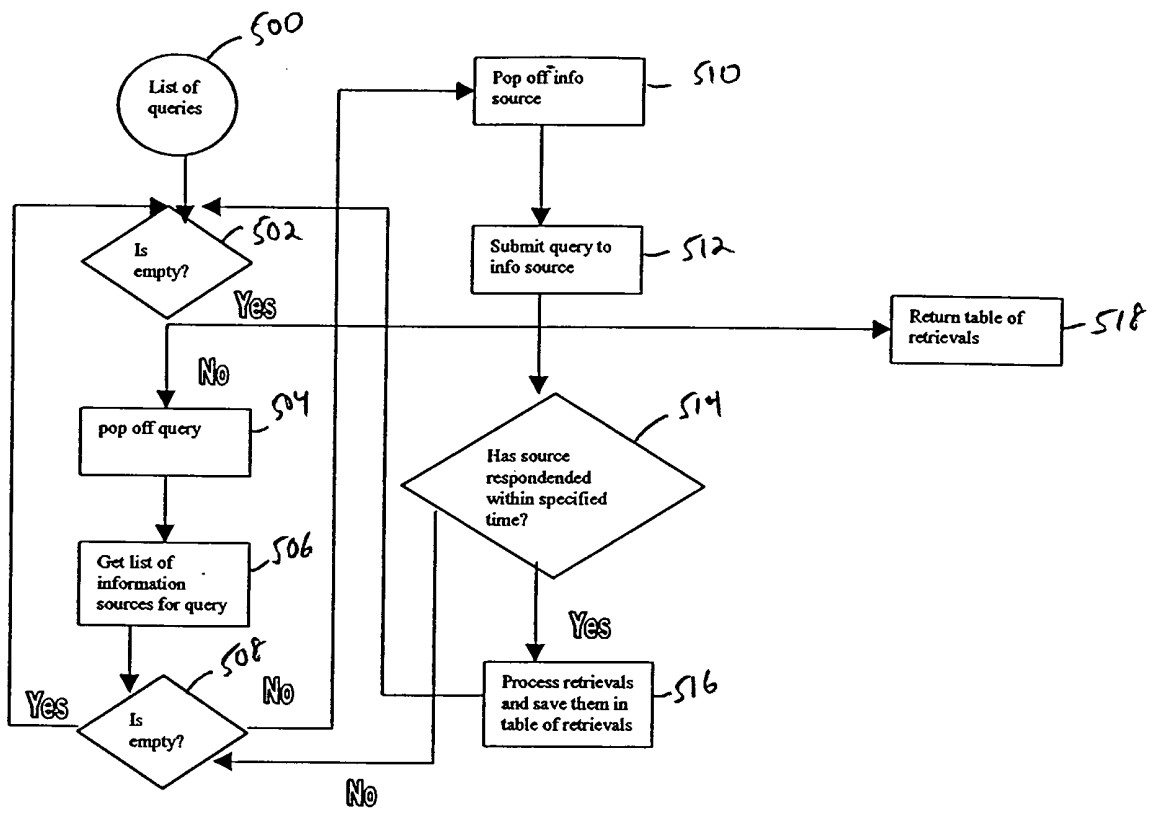 500
List of
queries
Is
empty?
502
Yes
No
pop off query
504
Get list of
information
sources for query
506
Is
empty?
508
Yes
No
Pop off info
source
510
Submit query to
info source
512
Has source
respondended
within specified
time?
514
Yes
No
Process retrievals
and save them in
table of retrievals
516
Return table of
retrievals
518